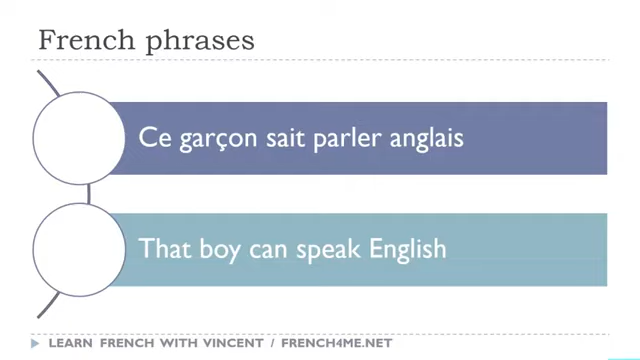 French phrases
Ce garçon sait parler anglais
That boy can speak English
LEARN FRENCH WITH VINCENT / FRENCH4ME.NET